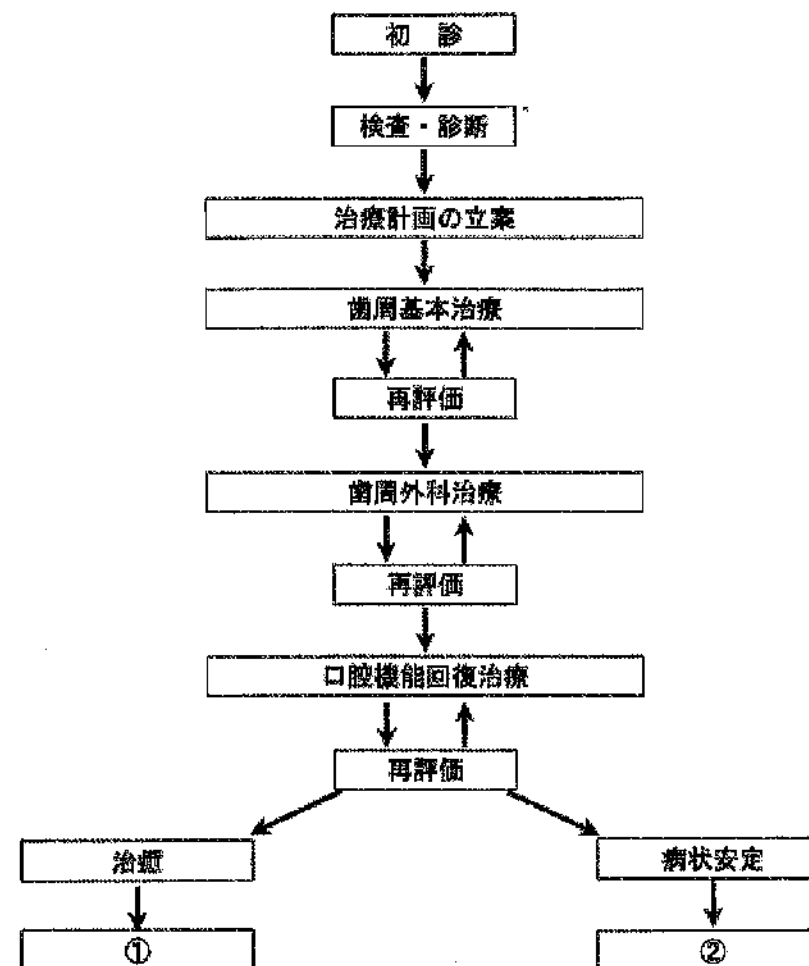 初 診
検査・診断
治療計画の立案
歯周基本治療
再評価
歯周外科治療
再評価
口腔機能回復治療
再評価
治癒
病状安定
①
②